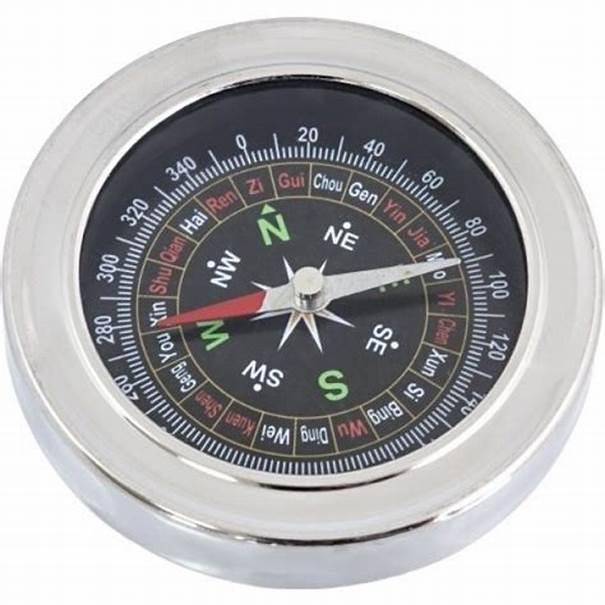 0
20
40
60
80
100
120
140
260
280
300
320
340
Zi
Gui
Chou
Gen
Yin
Jia
Mao
Yi
Chen
Xun
Si
Bing
Wu
Ding
Wei
Kuen
Shen
Geng
You
Xin
Shu
Qian
Hai
Ren
N
NE
SE
S
SW
W
NW